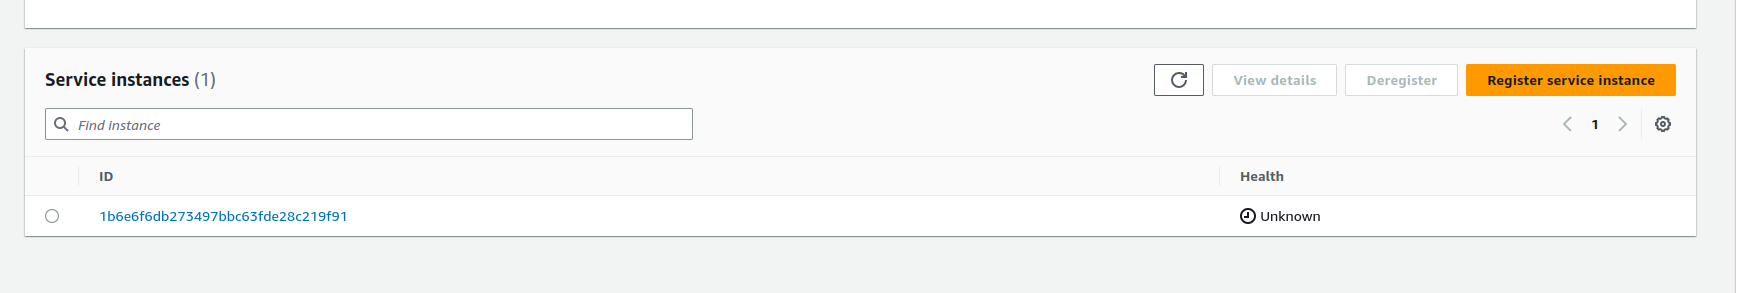 Service instances (1)
View details
Deregister
Register service instance
Find instance
1
ID
Health
1b6e6f6db273497bbc63fde28c219f91
Unknown